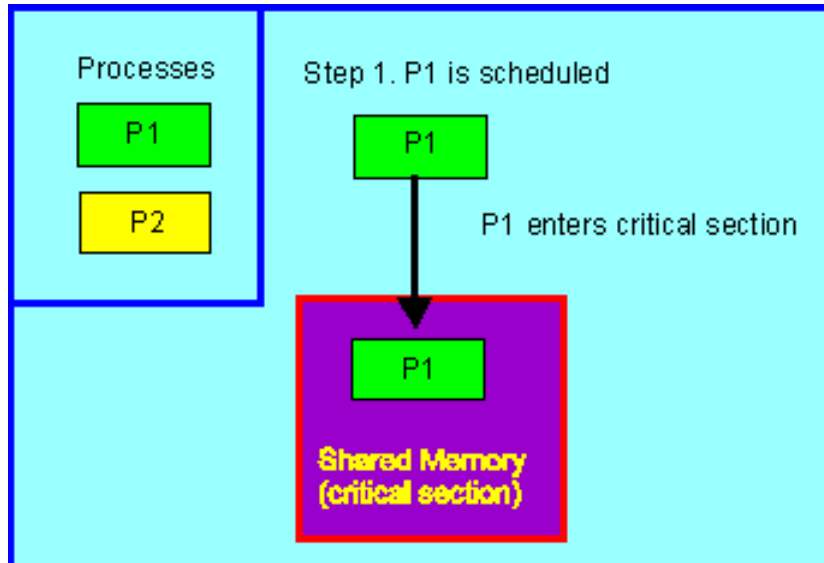 Processes
P1
P2
Step 1. P1 is scheduled
P1
P1 enters critical section
P1
Shared Memory
(critical section)